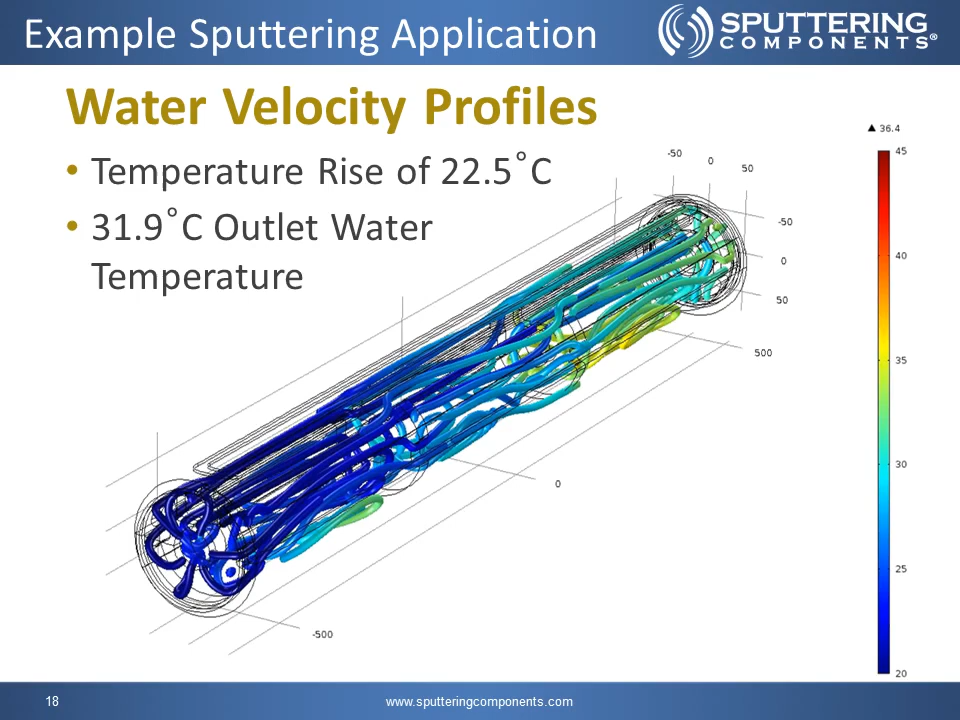 Example Sputtering Application
SPUTTERING
COMPONENTS®
Water Velocity Profiles
• Temperature Rise of 22.5˚C
• 31.9˚C Outlet Water
Temperature
▲ 36.4
45
40
35
30
25
20
-50
0
50
-50
0
50
500
0
-500
18
www.sputteringcomponents.com